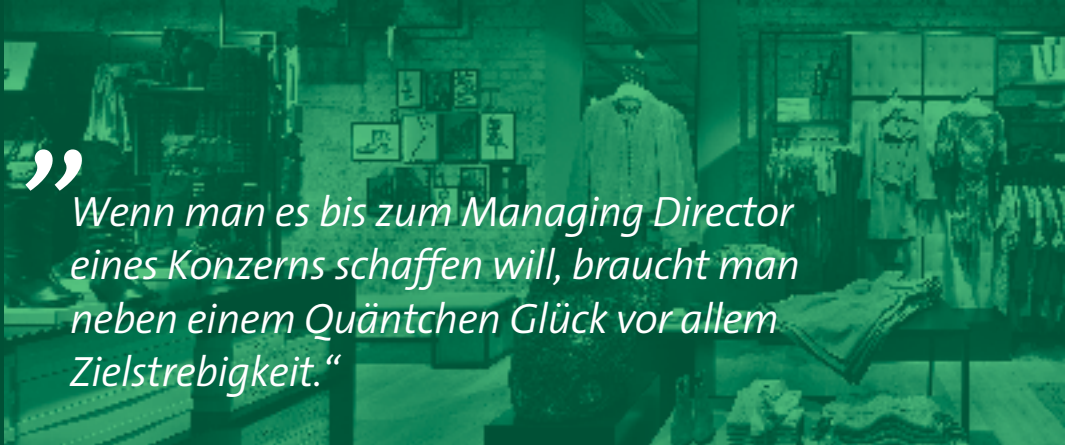 ”
Wenn man es bis zum Managing Director
eines Konzerns schaffen will, braucht man
neben einem Quäntchen Glück vor allem
Zielstrebigkeit.“